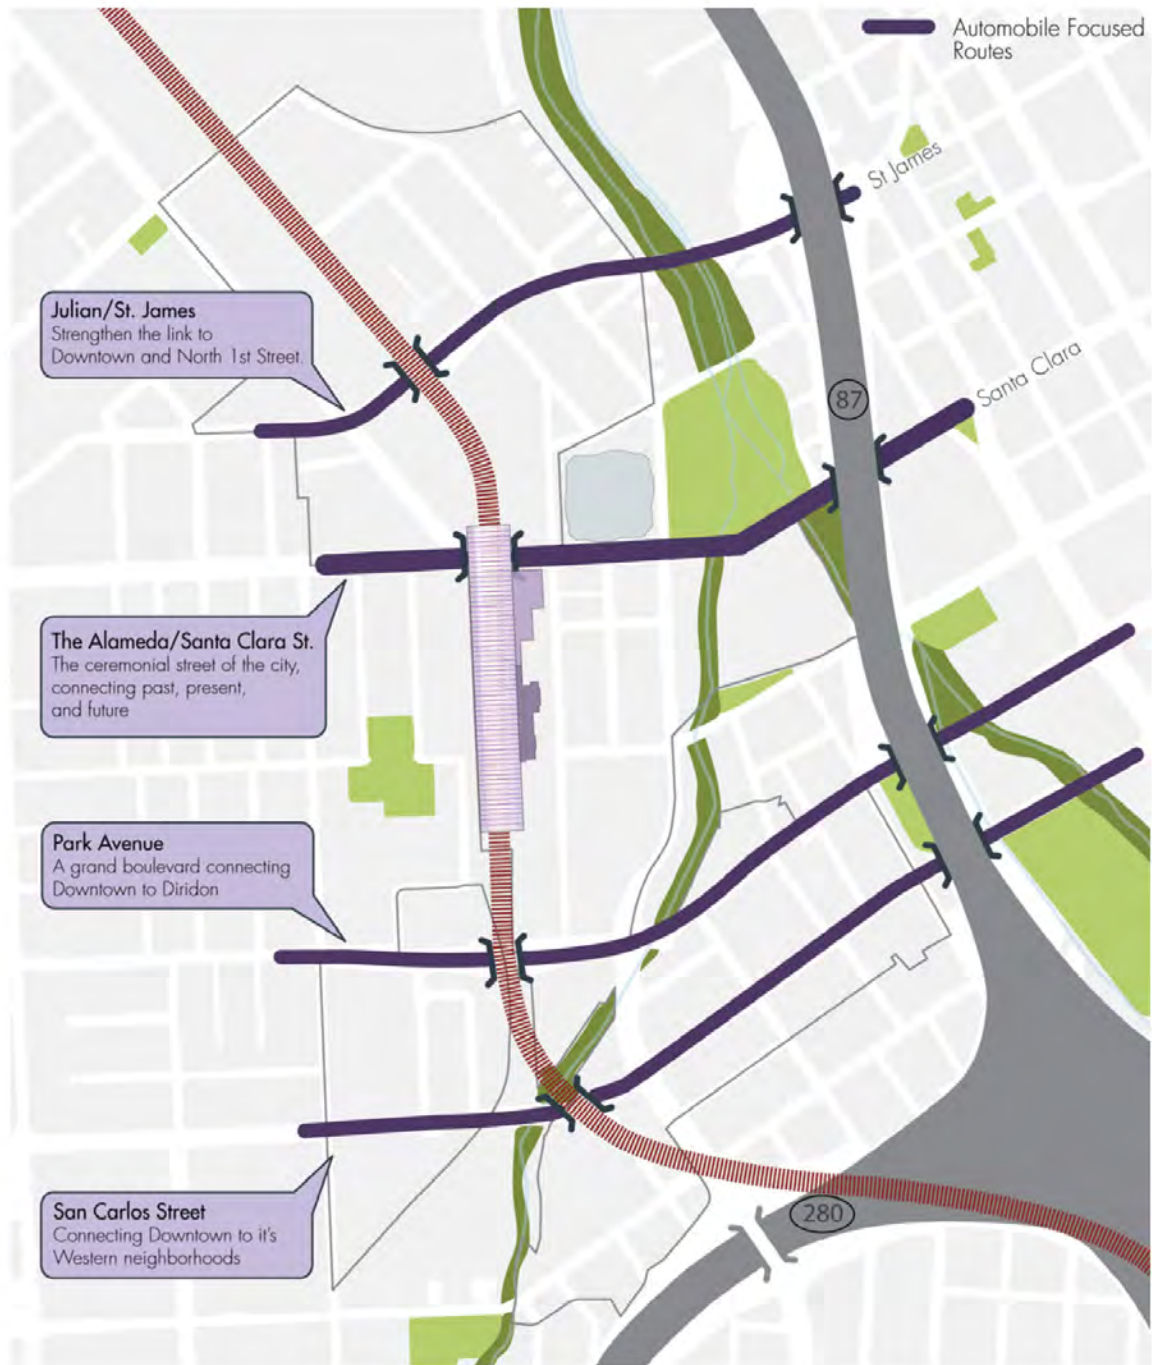 Automobile Focused
Routes
St James
Julian/St. James
Strengthen the link to
Downtown and North 1st Street.
87
Santa Clara
The Alameda/Santa Clara St.
The ceremonial street of the city,
connecting past, present,
and future
Park Avenue
A grand boulevard connecting
Downtown to Diridon
San Carlos Street
Connecting Downtown to it's
Western neighborhoods
280